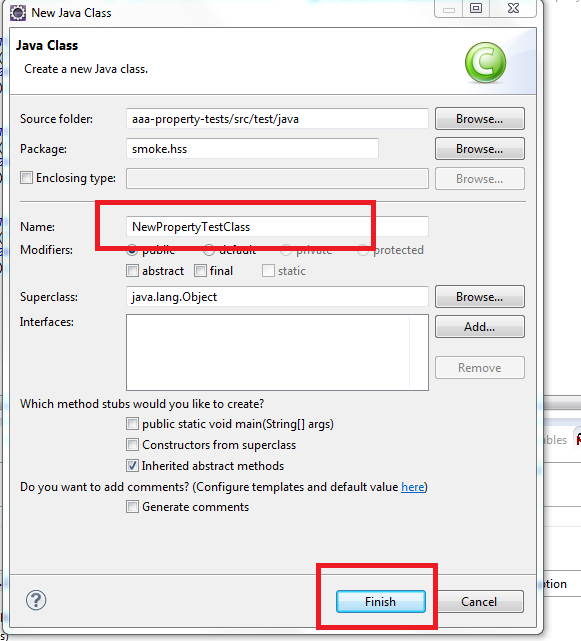 New Java Class
Java Class
Create a new Java class.
Source folder: aaa-property-tests/src/test/java Browse...
Package: smoke.hss Browse...
Enclosing type: Browse...
Name: NewPropertyTestClass
Modifiers: public default private protected
abstract final static
Superclass: java.lang.Object Browse...
Interfaces: Add...
Remove
Which method stubs would you like to create?
public static void main(String[] args)
Constructors from superclass
Inherited abstract methods
Do you want to add comments? (Configure templates and default value here)
Generate comments
Finish Cancel